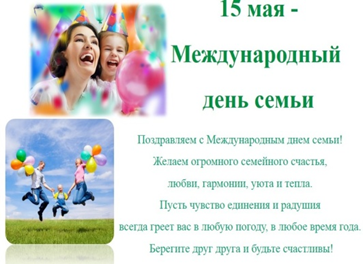 15 мая -
Международный
день семьи
Поздравляем с Международным днем семьи!
Желаем огромного семейного счастья,
любви, гармонии, уюта и тепла.
Пусть чувство единения и радушия
всегда греет вас в любую погоду, в любое время года.
Берегите друг друга и будьте счастливы!